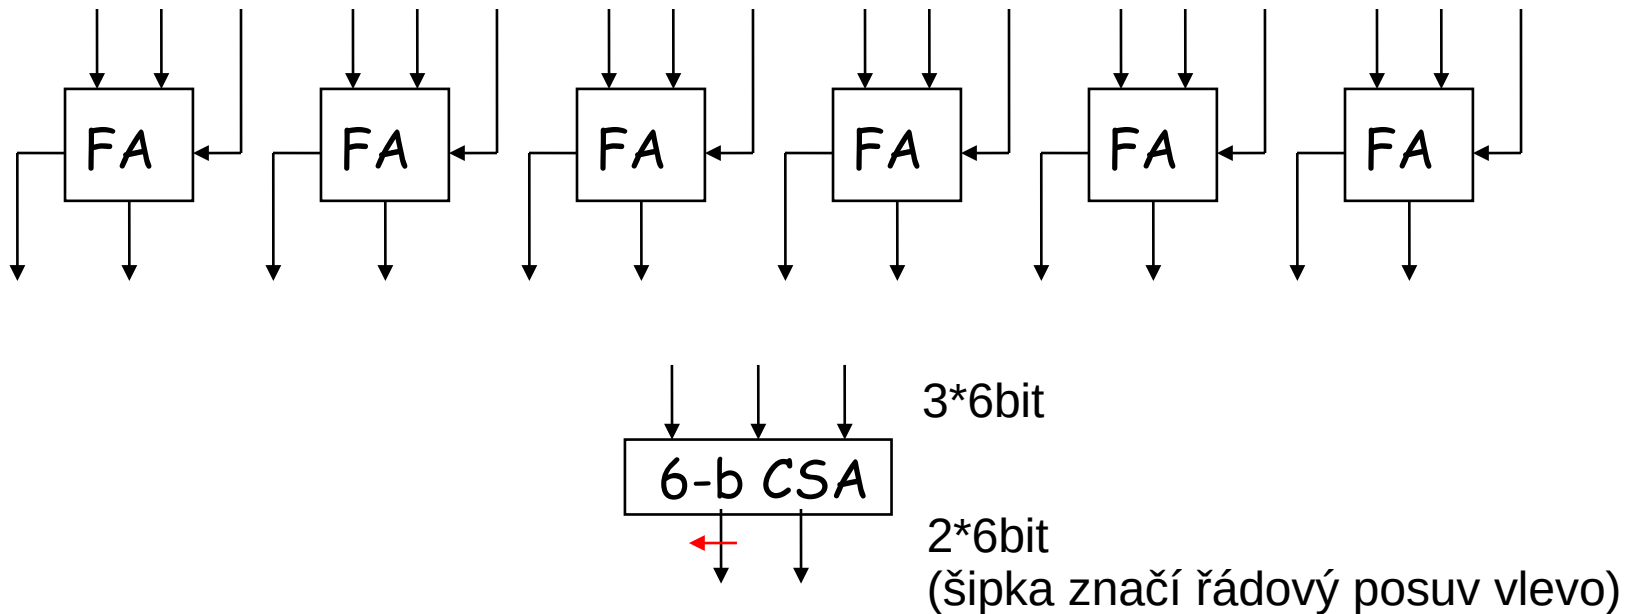 FA FA FA FA FA FA
3*6bit
6-b CSA
2*6bit
(šipka značí řádový posuv vlevo)